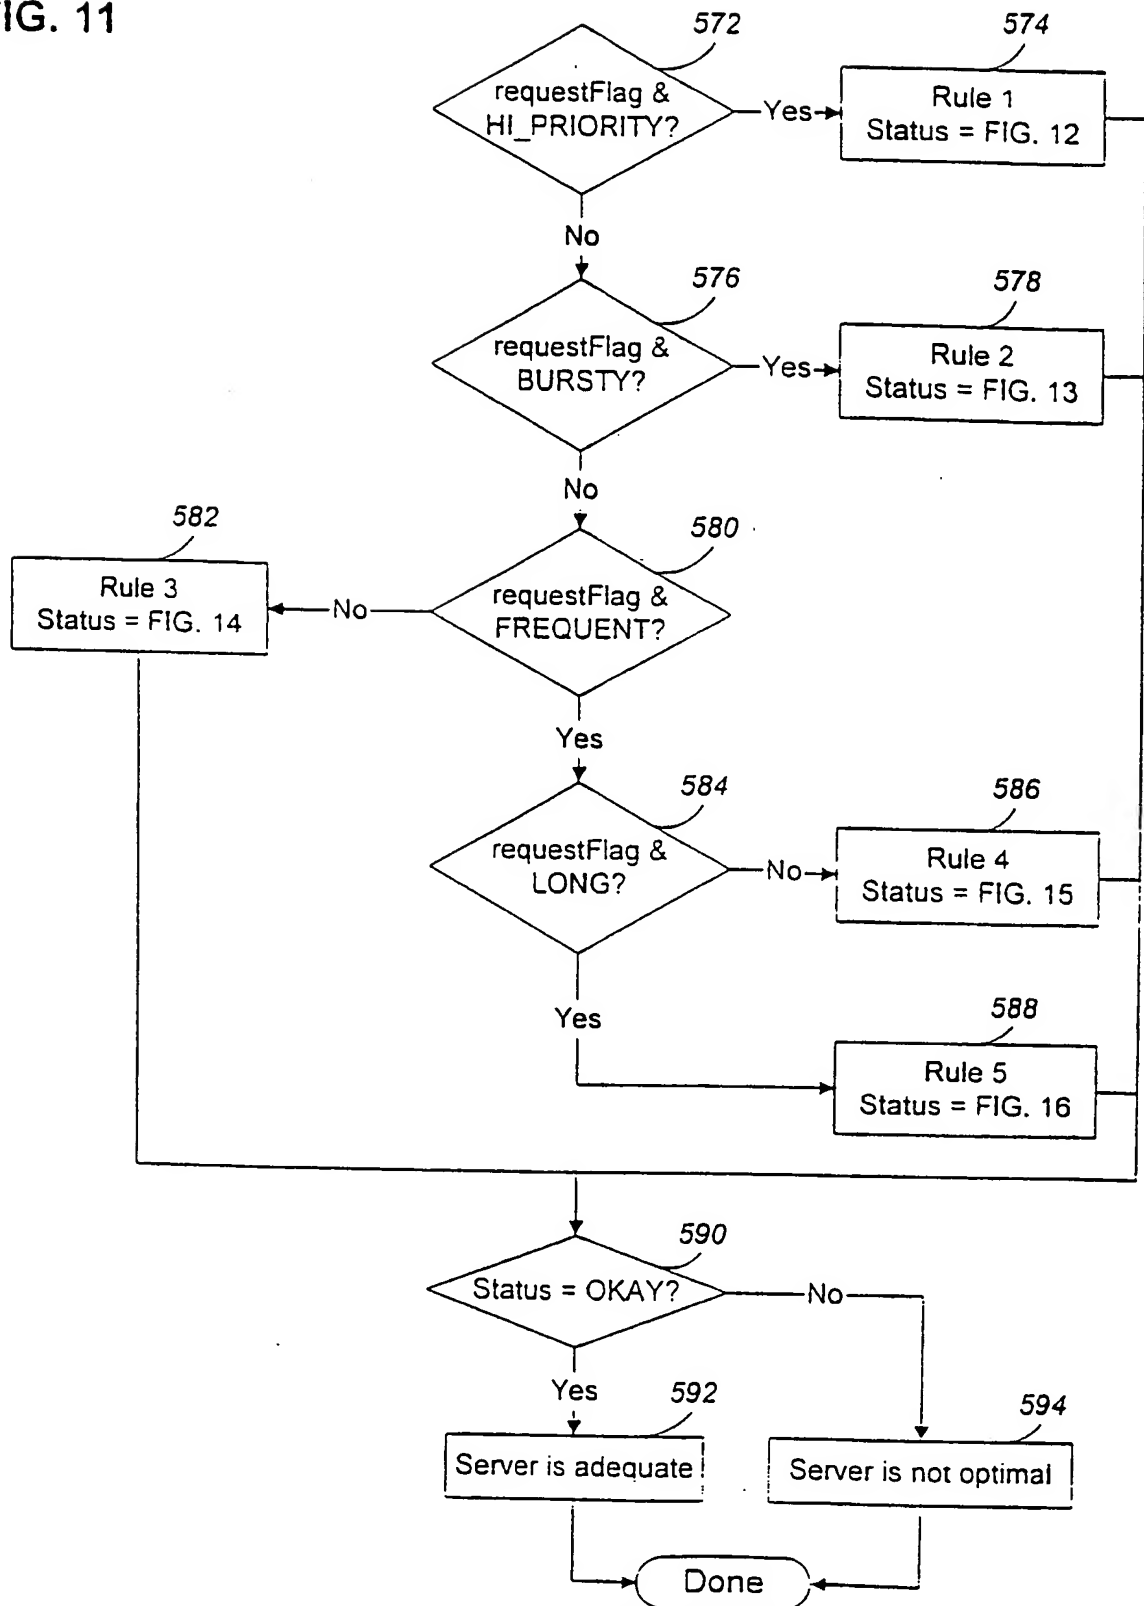 FIG. 11
572
574
requestFlag &
HI_PRIORITY?
Yes
Rule 1
Status = FIG. 12
No
576
578
requestFlag &
BURSTY?
Yes
Rule 2
Status = FIG. 13
No
582
580
Rule 3
Status = FIG. 14
No
requestFlag &
FREQUENT?
Yes
584
586
requestFlag &
LONG?
No
Rule 4
Status = FIG. 15
Yes
588
Rule 5
Status = FIG. 16
590
Status = OKAY?
No
Yes
592
594
Server is adequate
Server is not optimal
Done